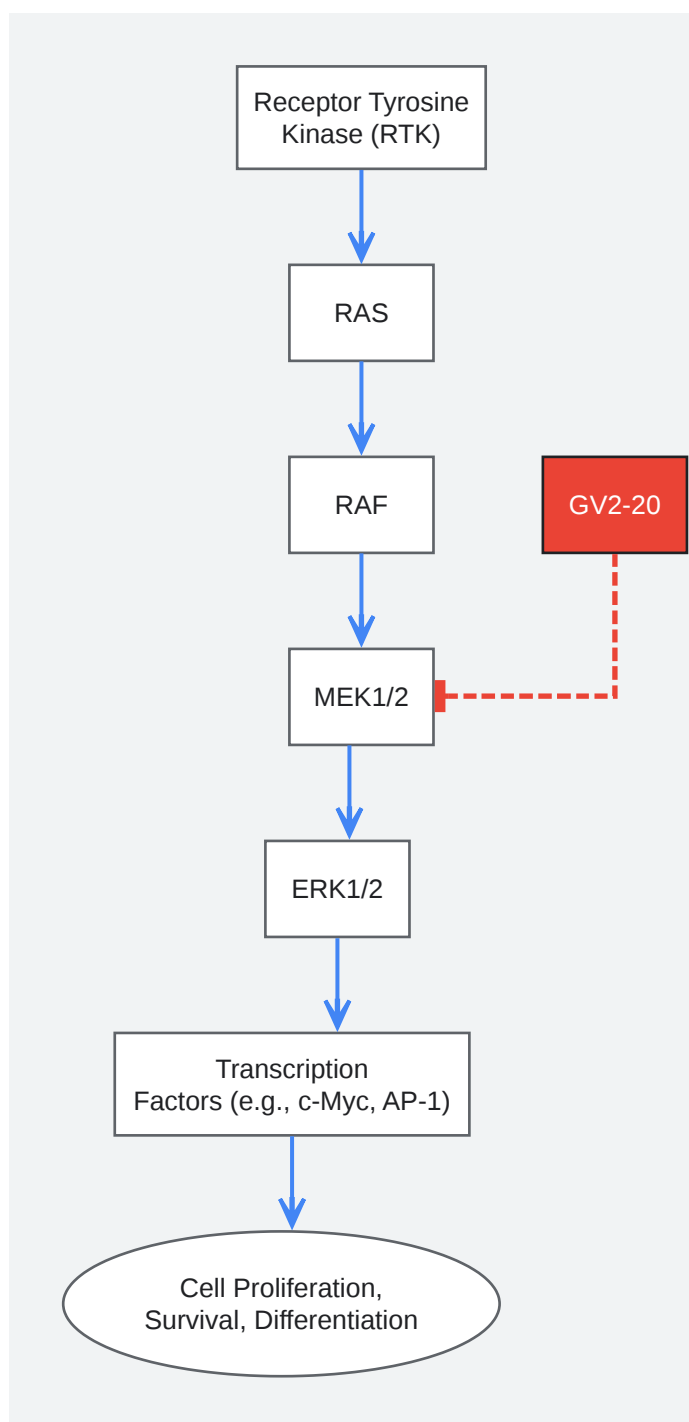 Receptor Tyrosine
Kinase (RTK)
RAS
RAF
GV2-20
MEK1/2
ERK1/2
Transcription
Factors (e.g., c-Myc, AP-1)
Cell Proliferation,
Survival, Differentiation